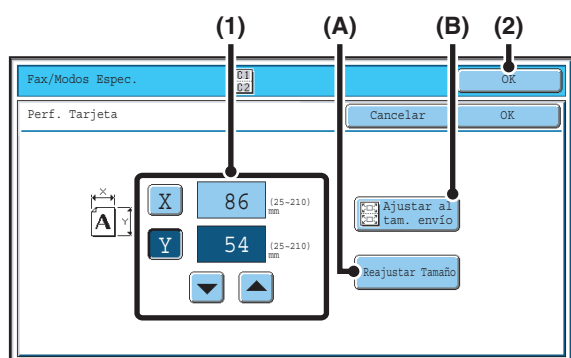 (1) (A) (B) (2)
Fax/Modos Espec. C1 C2 OK
Perf. Tarjeta Cancelar OK
X X 86 (25~210) mm
A Y
Y 54 (25~210) mm
Ajustar al
tam. envío
Reajustar Tamaño